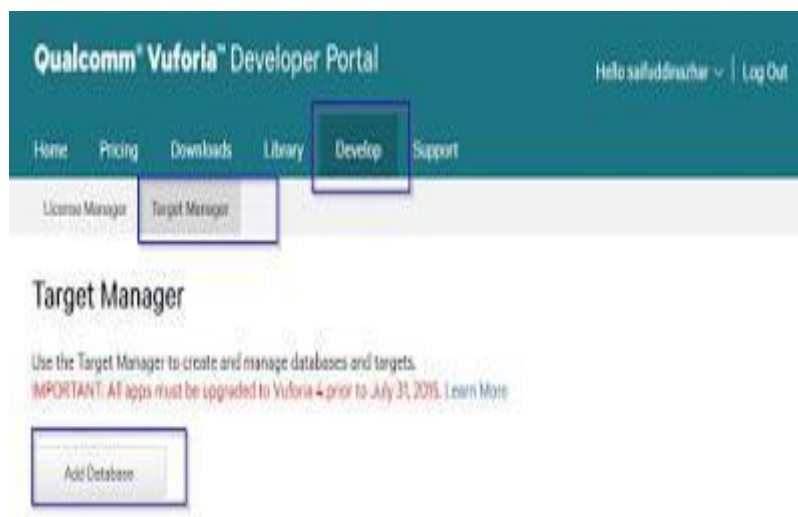 Qualcomm® Vuforia™ Developer Portal
Hello saifuddinazhar | Log Out
Home Pricing Downloads Library Develop Support
License Manager Target Manager
Target Manager
Use the Target Manager to create and manage databases and targets.
IMPORTANT: All apps must be upgraded to Vuforia 4 prior to July 31, 2015. Learn More
Add Database